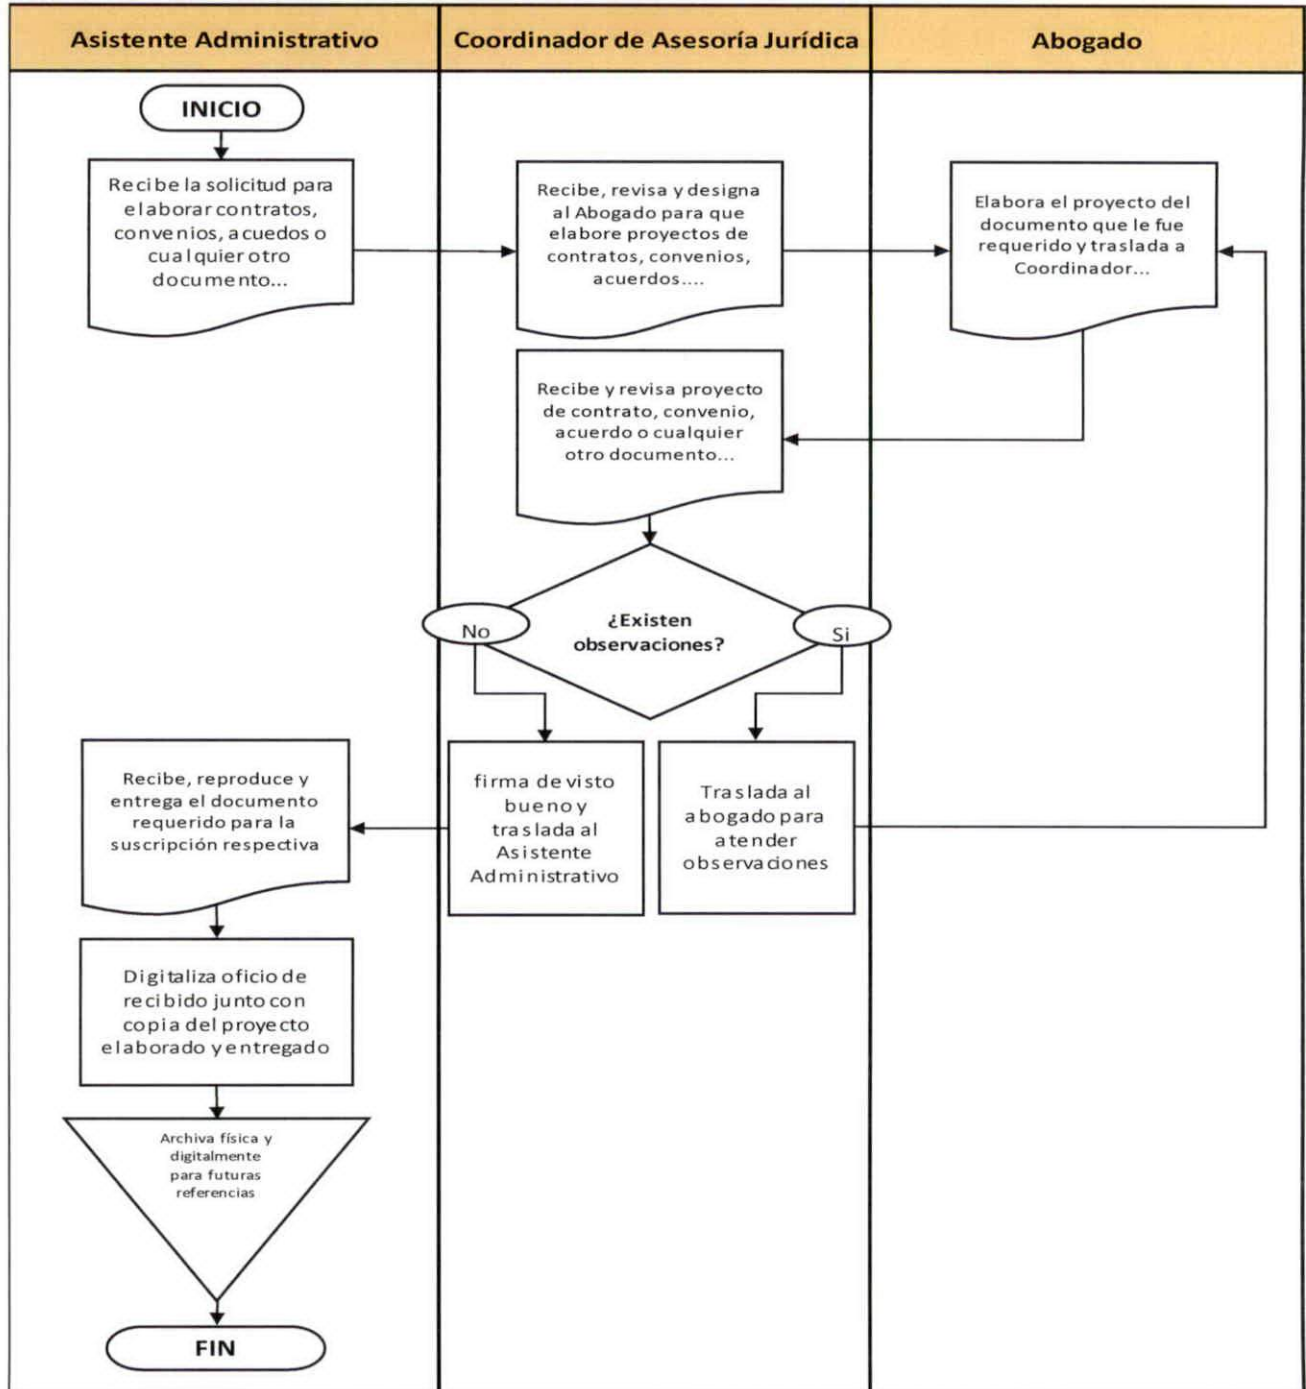 Asistente Administrativo
Coordinador de Asesoría Jurídica
Abogado
INICIO
Recibe la solicitud para
elaborar contratos,
convenios, acuedos o
cualquier otro
documento...
Recibe, revisa y designa
al Abogado para que
elabore proyectos de
contratos, convenios,
acuerdos....
Elabora el proyecto del
documento que le fue
requerido y traslada a
Coordinador...
Recibe y revisa proyecto
de contrato, convenio,
acuerdo o cualquier
otro documento...
¿Existen
observaciones?
No
Si
firma de visto
bueno y
traslada al
Asistente
Administrativo
Traslada al
abogado para
atender
observaciones
Recibe, reproduce y
entrega el documento
requerido para la
suscripción respectiva
Digitaliza oficio de
recibido junto con
copia del proyecto
elaborado y entregado
Archiva física y
digitalmente
para futuras
referencias
FIN